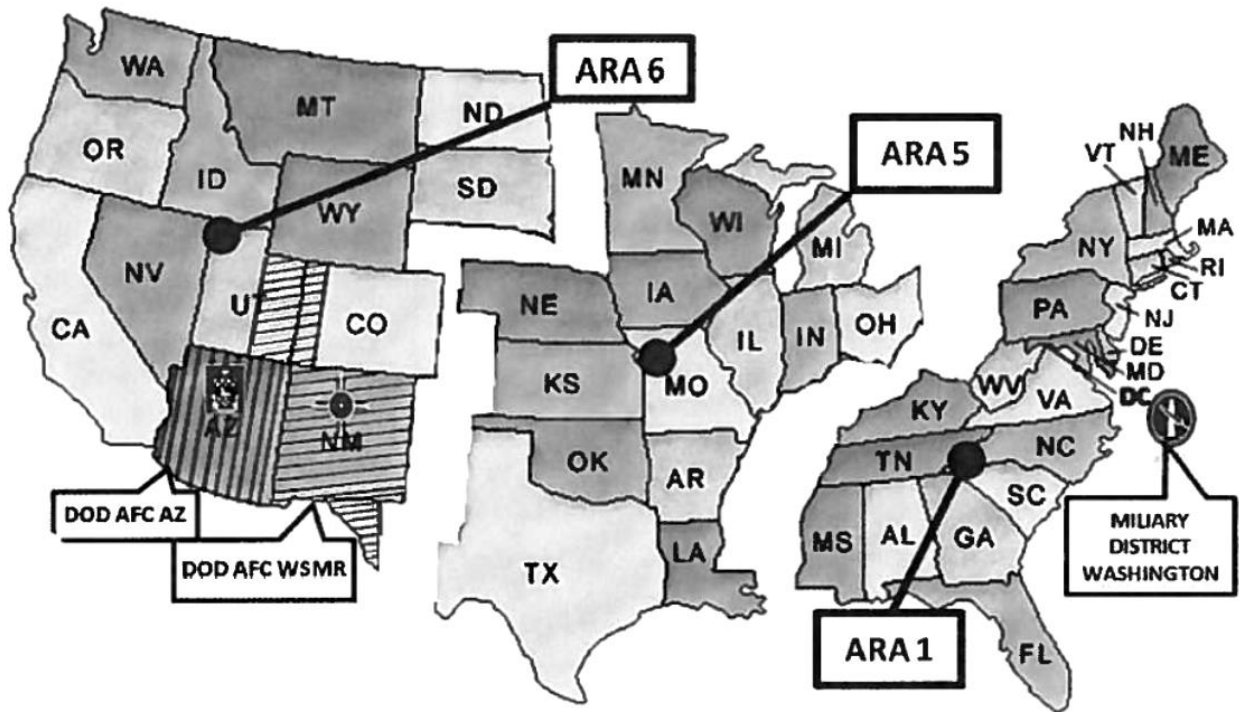 ARA 6
ARA 5
WA
MT
ND
OR
ID
SD
WY
NV
UT
CO
CA
AZ
NM
DOD AFC AZ
DOD AFC WSMR
MN
WI
MI
NE
IA
IL
IN
OH
KS
MO
OK
AR
TX
LA
NH
VT
ME
NY
MA
RI
CT
PA
NJ
DE
MD
DC
WV
VA
KY
NC
TN
SC
MS
AL
GA
FL
MILIARY
DISTRICT
WASHINGTON
ARA 1